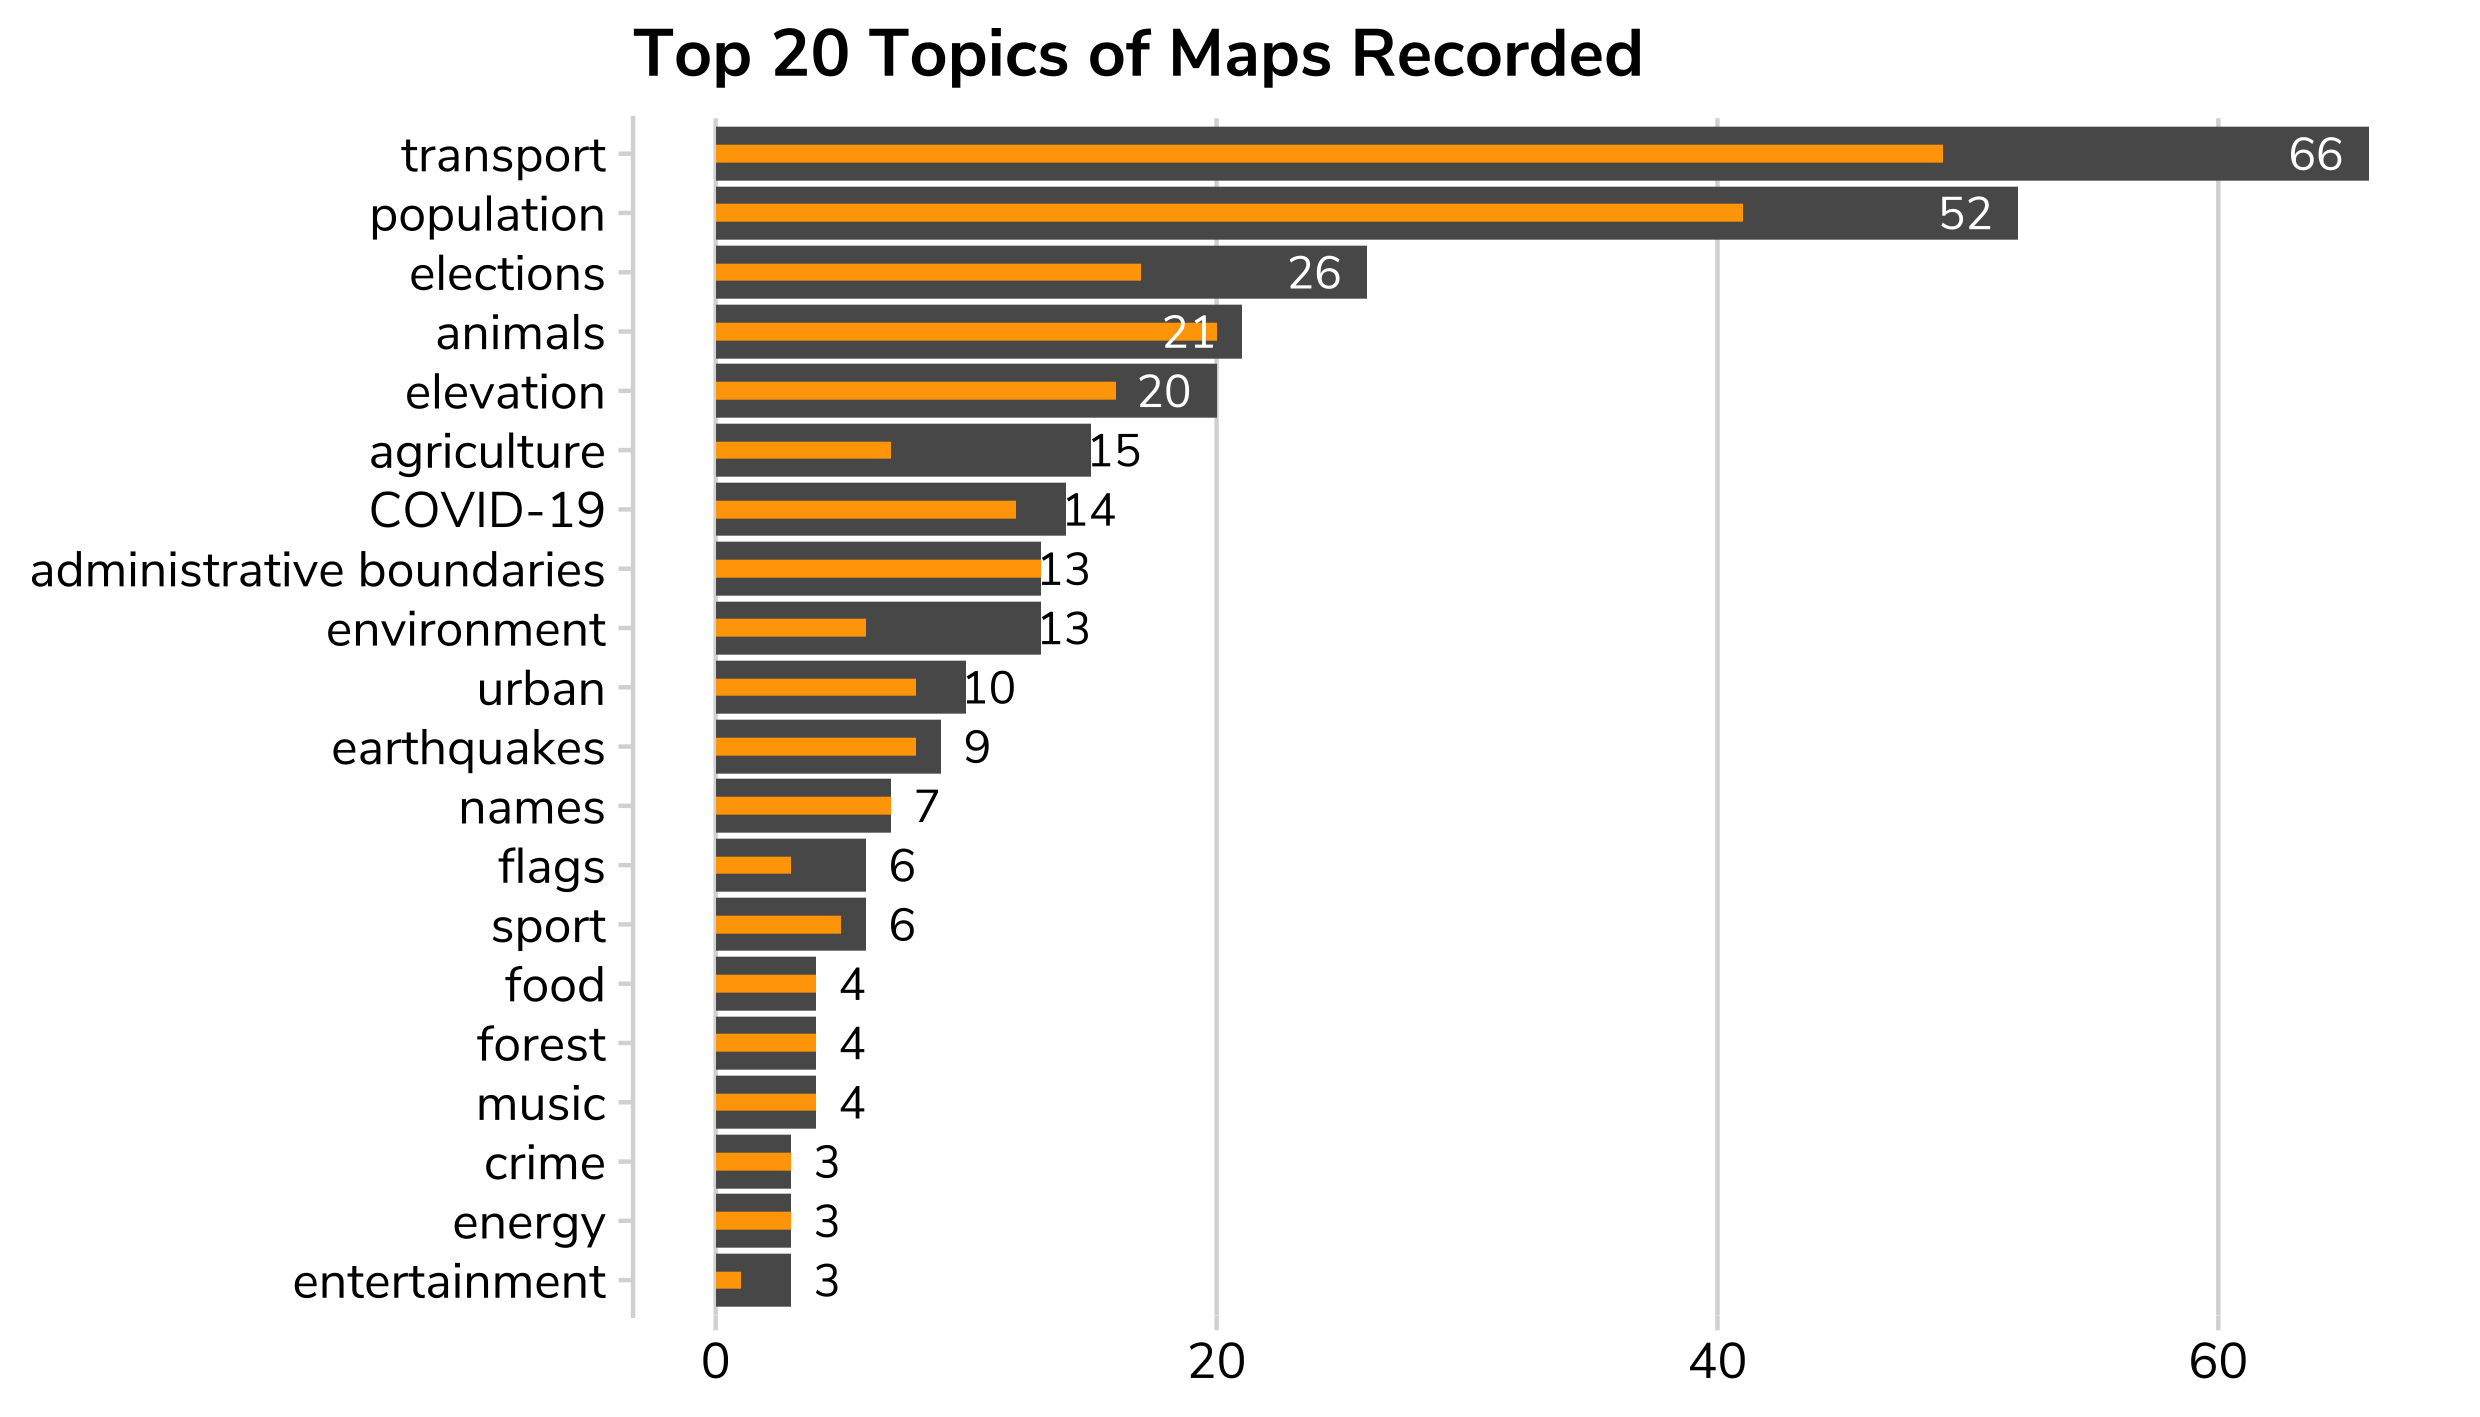 Top 20 Topics of Maps Recorded
transport 66
population 52
elections 26
animals 21
elevation 20
agriculture 15
COVID-19 14
administrative boundaries 13
environment 13
urban 10
earthquakes 9
names 7
flags 6
sport 6
food 4
forest 4
music 4
crime 3
energy 3
entertainment 3
0 20 40 60